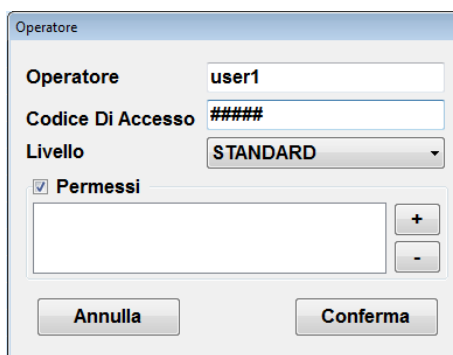 Operatore
Operatore user1
Codice Di Accesso #####
Livello STANDARD
Permessi
+
-
Annulla Conferma